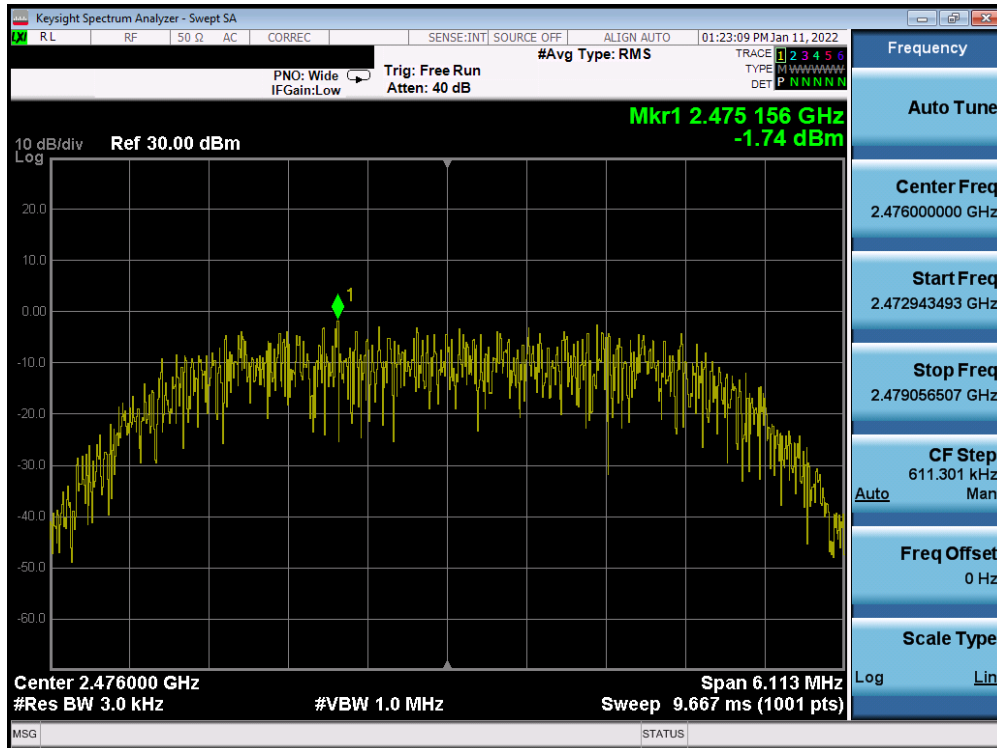 Keysight Spectrum Analyzer - Swept SA
LXI RL RF 50 Ω AC CORREC SENSE:INT SOURCE OFF ALIGN AUTO 01:23:09 PM Jan 11, 2022
#Avg Type: RMS
TRACE 1 2 3 4 5 6
TYPE M W W W W W
DET P N N N N N
PNO: Wide
IFGain:Low
Trig: Free Run
Atten: 40 dB
Mkr1 2.475 156 GHz
-1.74 dBm
10 dB/div Ref 30.00 dBm
Log
20.0
10.0
0.00
-10.0
-20.0
-30.0
-40.0
-50.0
-60.0
1
Center 2.476000 GHz
Span 6.113 MHz
#Res BW 3.0 kHz
#VBW 1.0 MHz
Sweep 9.667 ms (1001 pts)
MSG
STATUS
Frequency
Auto Tune
Center Freq
2.476000000 GHz
Start Freq
2.472943493 GHz
Stop Freq
2.479056507 GHz
CF Step
611.301 kHz
Auto Man
Freq Offset
0 Hz
Scale Type
Log Lin